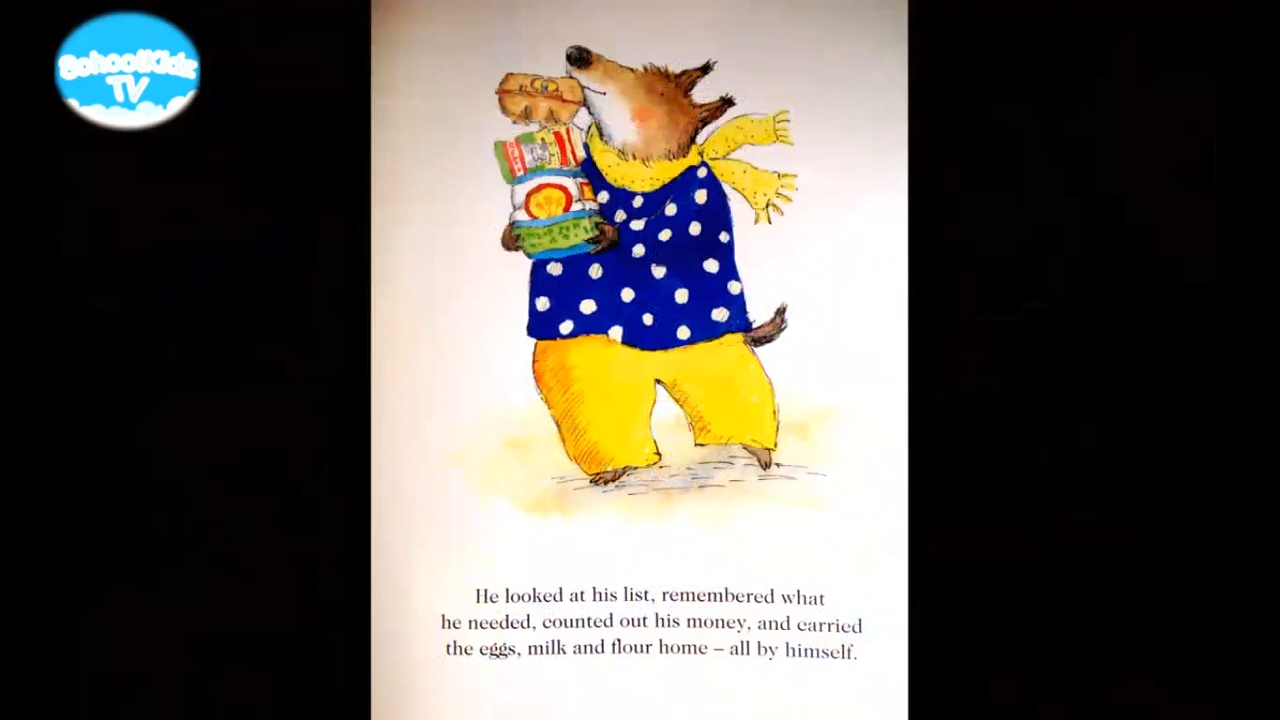 SchoolKidz
TV
He looked at his list, remembered what
he needed, counted out his money, and carried
the eggs, milk and flour home – all by himself.